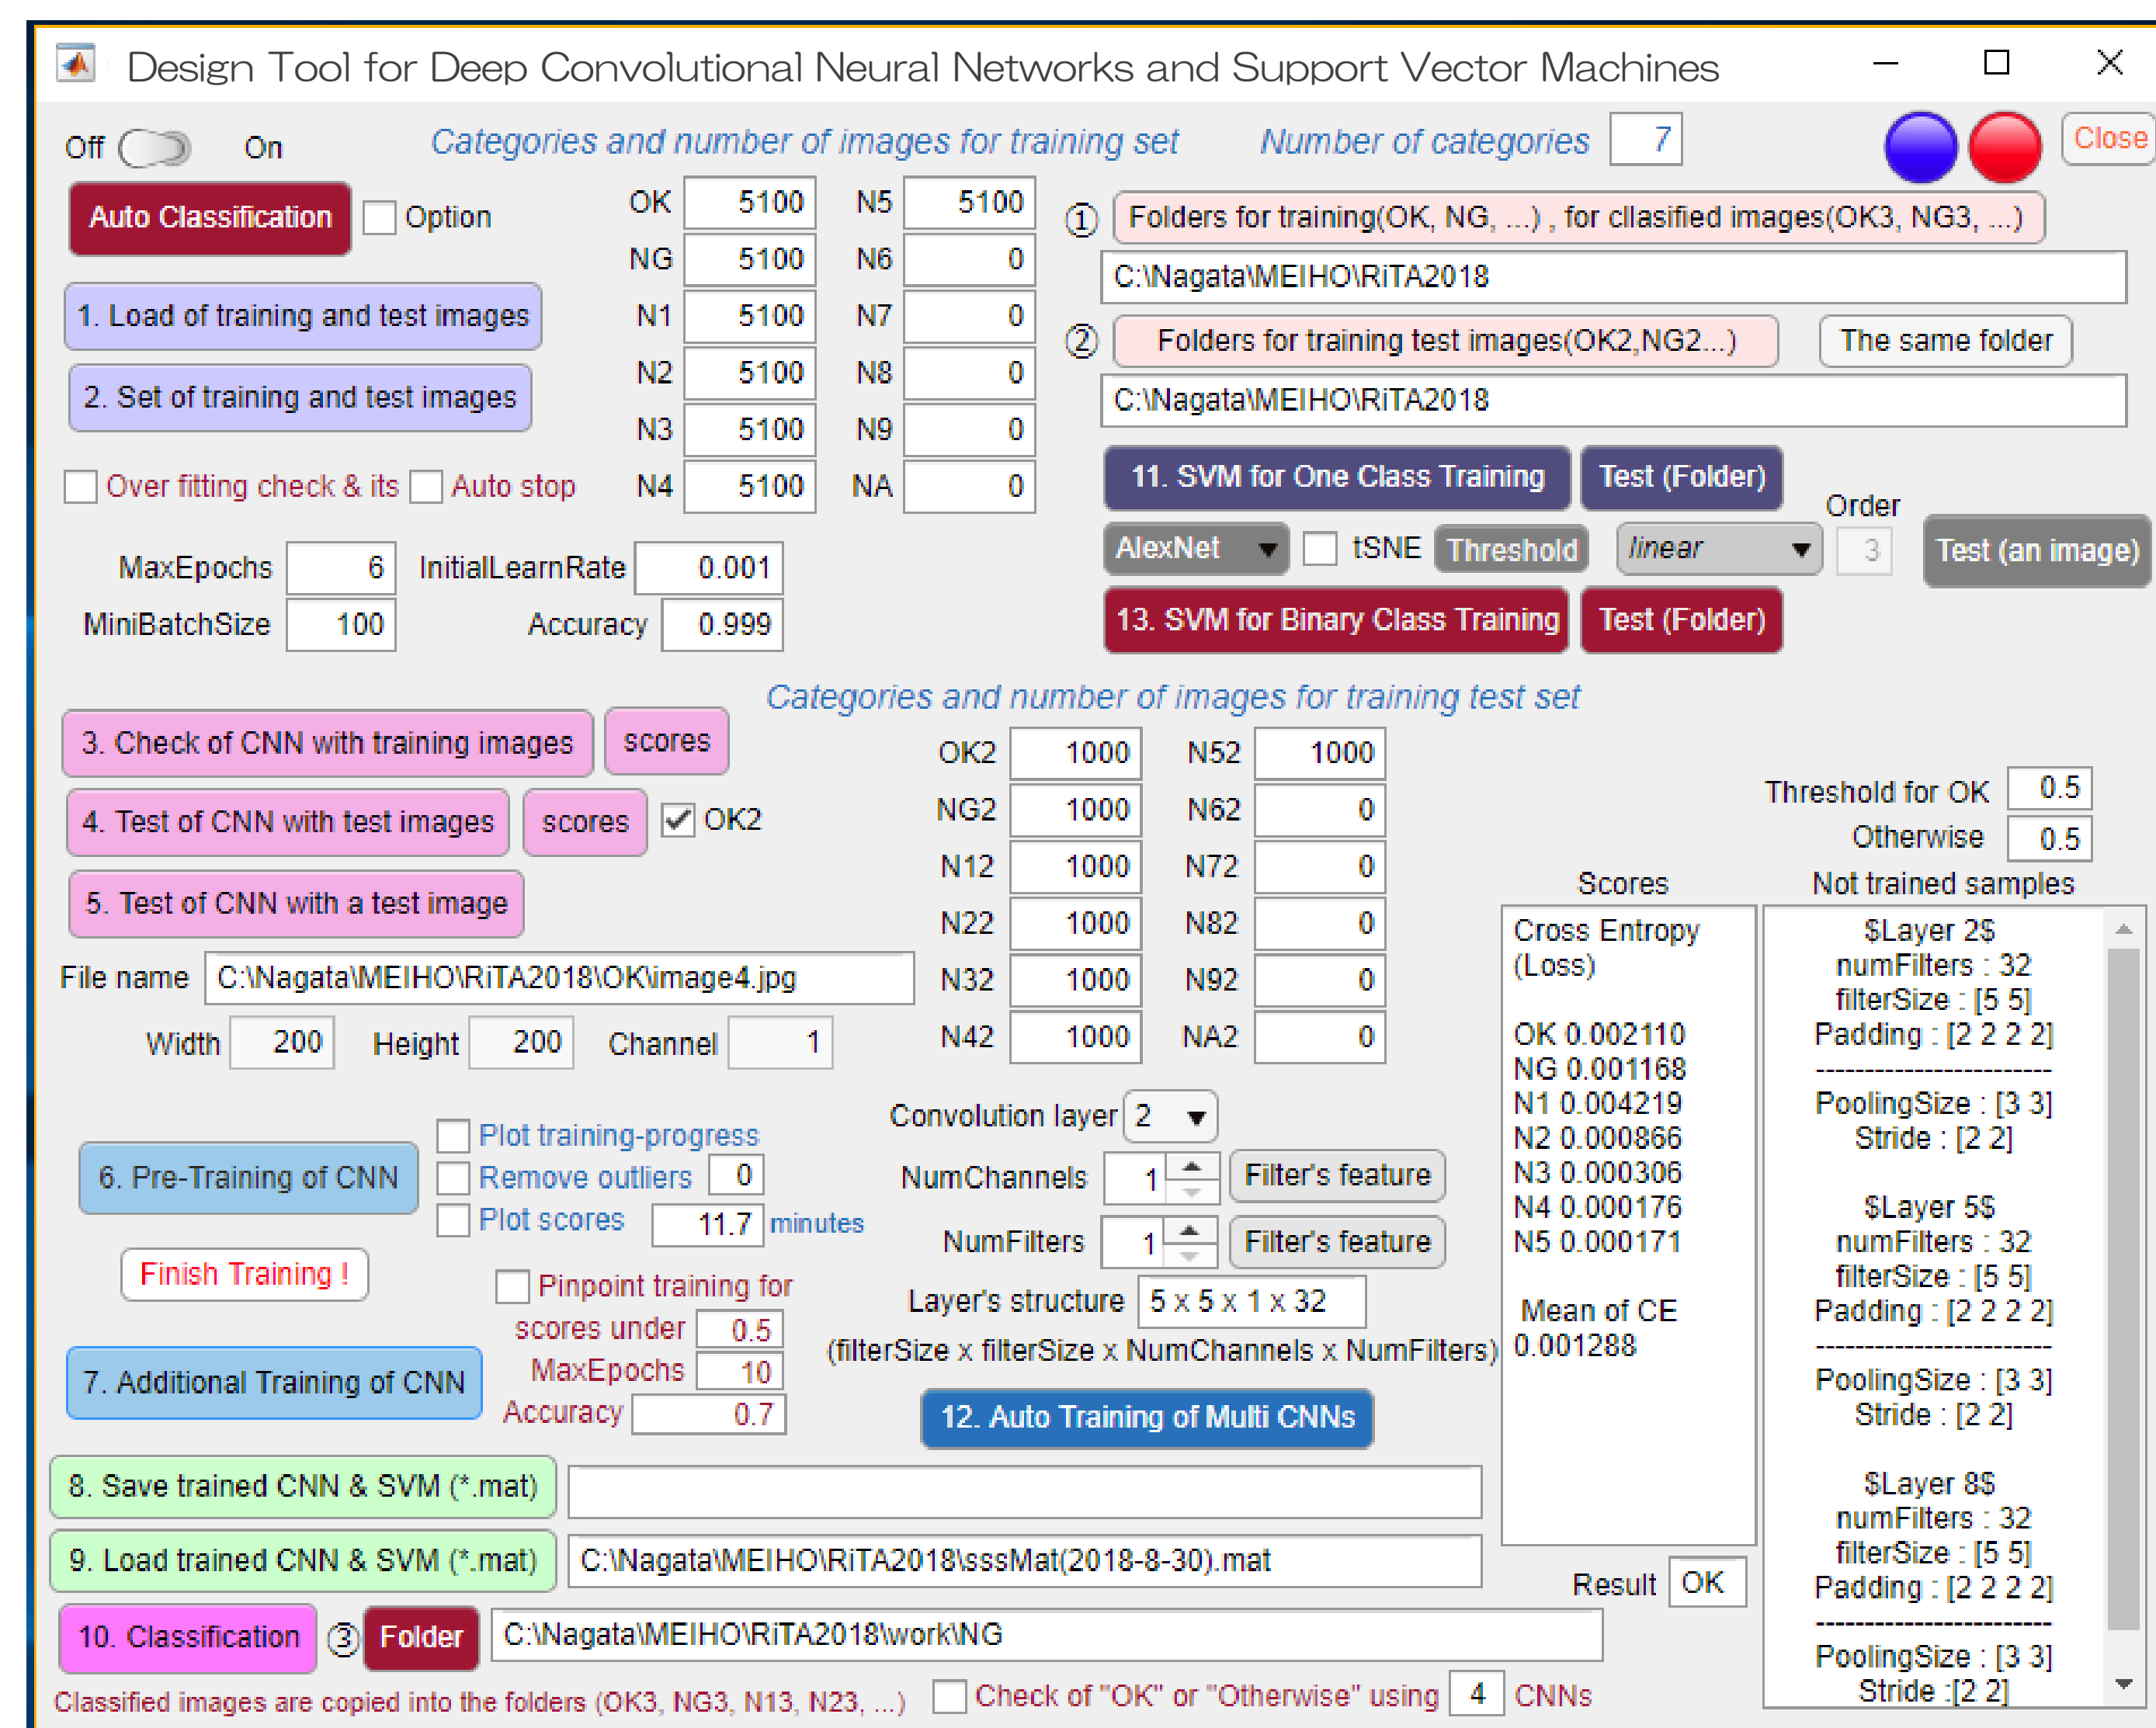 Design Tool for Deep Convolutional Neural Networks and Support Vector Machines
Off On
Categories and number of images for training set
Number of categories 7
Close
Auto Classification
Option
1. Load of training and test images
2. Set of training and test images
Over fitting check & its
Auto stop
OK 5100 N5 5100
NG 5100 N6 0
N1 5100 N7 0
N2 5100 N8 0
N3 5100 N9 0
N4 5100 NA 0
① Folders for training(OK, NG, ...) , for cllasified images(OK3, NG3, ...)
C:\Nagata\MEIHO\RiTA2018
② Folders for training test images(OK2,NG2...)
The same folder
C:\Nagata\MEIHO\RiTA2018
11. SVM for One Class Training
Test (Folder)
Order
AlexNet
tSNE
Threshold
linear
3
Test (an image)
13. SVM for Binary Class Training
Test (Folder)
MaxEpochs 6 InitialLearnRate 0.001
MiniBatchSize 100 Accuracy 0.999
Categories and number of images for training test set
3. Check of CNN with training images
scores
4. Test of CNN with test images
scores
OK2
5. Test of CNN with a test image
OK2 1000 N52 1000
NG2 1000 N62 0
N12 1000 N72 0
N22 1000 N82 0
N32 1000 N92 0
N42 1000 NA2 0
Threshold for OK 0.5
Otherwise 0.5
File name C:\Nagata\MEIHO\RiTA2018\OK\image4.jpg
Width 200 Height 200 Channel 1
Scores
Cross Entropy
(Loss)
OK 0.002110
NG 0.001168
N1 0.004219
N2 0.000866
N3 0.000306
N4 0.000176
N5 0.000171
Mean of CE
0.001288
Not trained samples
$Layer 2$
numFilters : 32
filterSize : [5 5]
Padding : [2 2 2 2]
------------------------
PoolingSize : [3 3]
Stride : [2 2]
$Layer 5$
numFilters : 32
filterSize : [5 5]
Padding : [2 2 2 2]
------------------------
PoolingSize : [3 3]
Stride : [2 2]
$Layer 8$
numFilters : 32
filterSize : [5 5]
Padding : [2 2 2 2]
------------------------
PoolingSize : [3 3]
Stride :[2 2]
6. Pre-Training of CNN
Plot training-progress
Remove outliers 0
Plot scores 11.7 minutes
Finish Training !
Convolution layer 2
NumChannels 1 Filter's feature
NumFilters 1 Filter's feature
Layer's structure 5 x 5 x 1 x 32
(filterSize x filterSize x NumChannels x NumFilters)
Pinpoint training for
scores under 0.5
MaxEpochs 10
Accuracy 0.7
7. Additional Training of CNN
12. Auto Training of Multi CNNs
8. Save trained CNN & SVM (*.mat)
9. Load trained CNN & SVM (*.mat)
C:\Nagata\MEIHO\RiTA2018\sssMat(2018-8-30).mat
Result OK
10. Classification
③ Folder
C:\Nagata\MEIHO\RiTA2018\work\NG
Classified images are copied into the folders (OK3, NG3, N13, N23, ...)
Check of "OK" or "Otherwise" using 4 CNNs